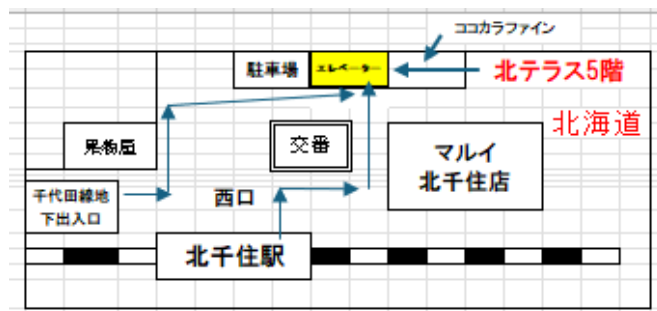 ココカラファイン
駐車場
エレベーター
北テラス5階
北海道
果物屋
交番
マルイ
北千住店
千代田線地
下出入口
西口
北千住駅